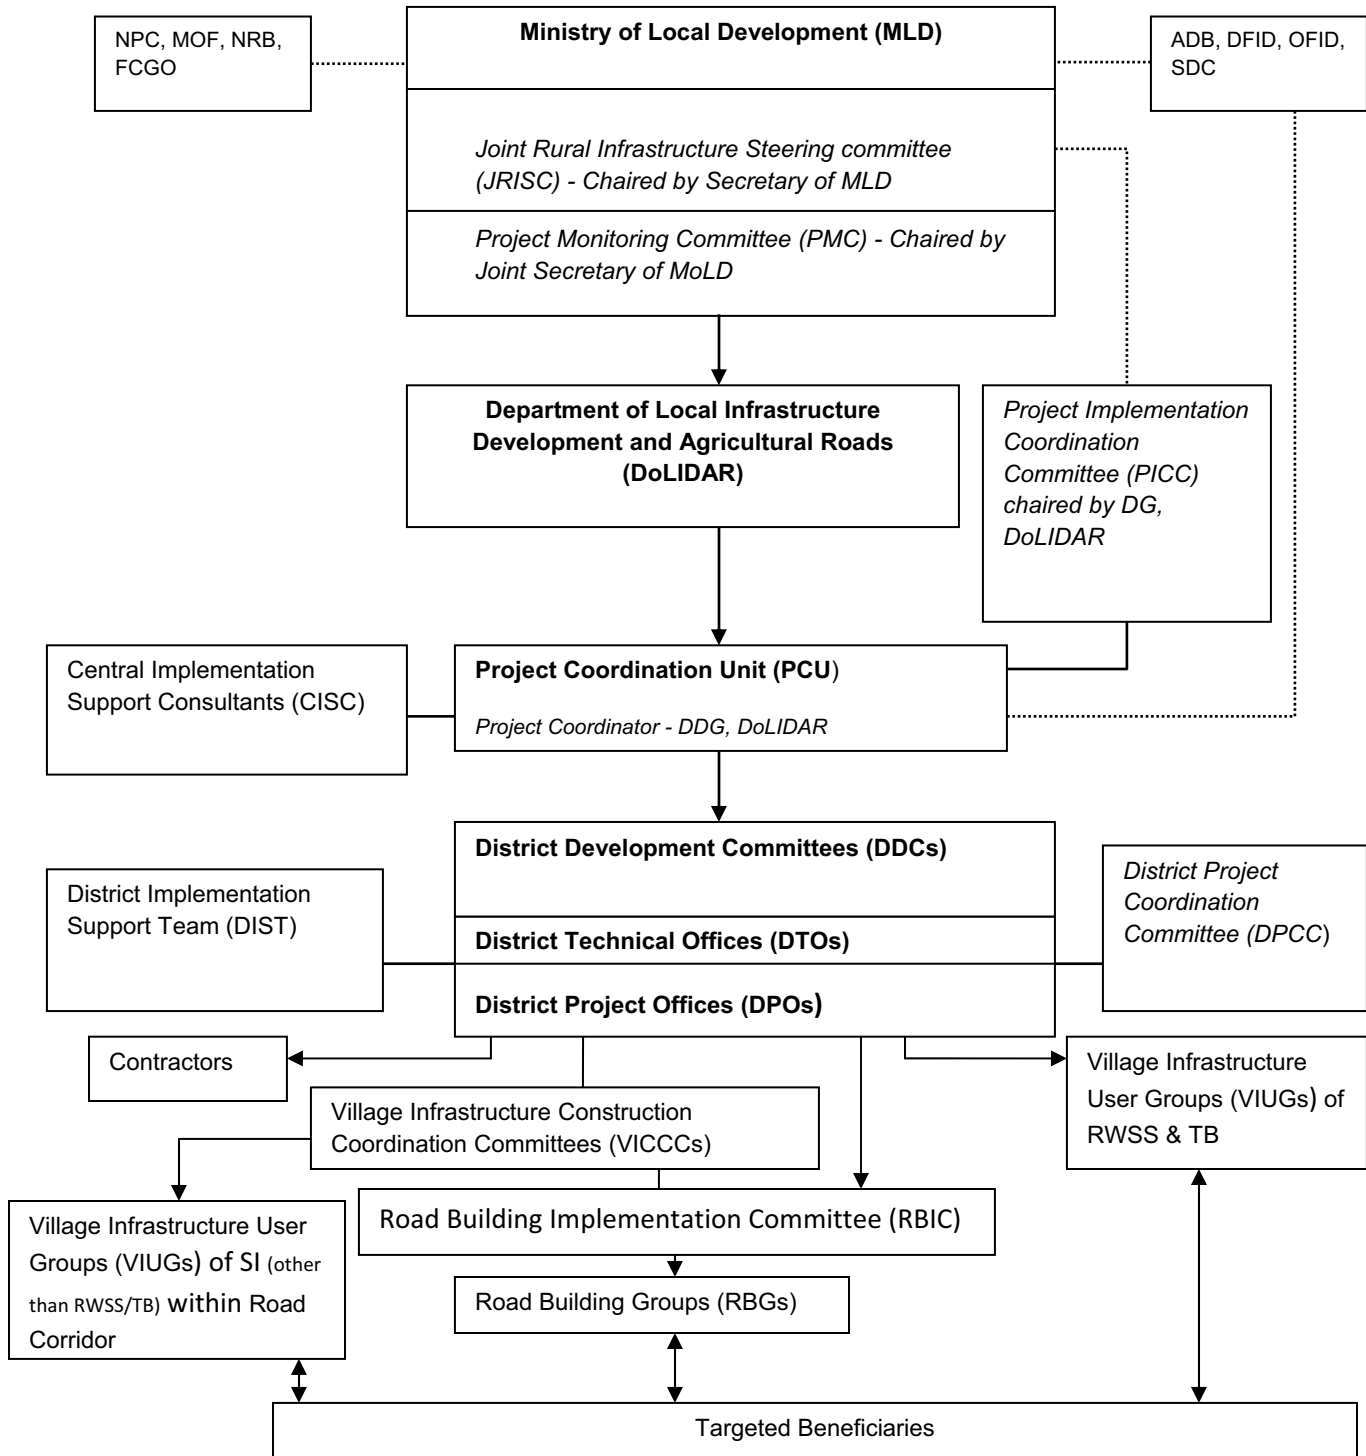 NPC, MOF, NRB,
FCGO
Ministry of Local Development (MLD)
ADB, DFID, OFID,
SDC
Joint Rural Infrastructure Steering committee
(JRISC) - Chaired by Secretary of MLD
Project Monitoring Committee (PMC) - Chaired by
Joint Secretary of MoLD
Department of Local Infrastructure
Development and Agricultural Roads
(DoLIDAR)
Project Implementation
Coordination
Committee (PICC)
chaired by DG,
DoLIDAR
Central Implementation
Support Consultants (CISC)
Project Coordination Unit (PCU)
Project Coordinator - DDG, DoLIDAR
District Development Committees (DDCs)
District Implementation
Support Team (DIST)
District Technical Offices (DTOs)
District Project Offices (DPOs)
District Project
Coordination
Committee (DPCC)
Contractors
Village Infrastructure Construction
Coordination Committees (VICCCs)
Village Infrastructure
User Groups (VIUGs) of
RWSS & TB
Village Infrastructure User
Groups (VIUGs) of SI (other
than RWSS/TB) within Road
Corridor
Road Building Implementation Committee (RBIC)
Road Building Groups (RBGs)
Targeted Beneficiaries